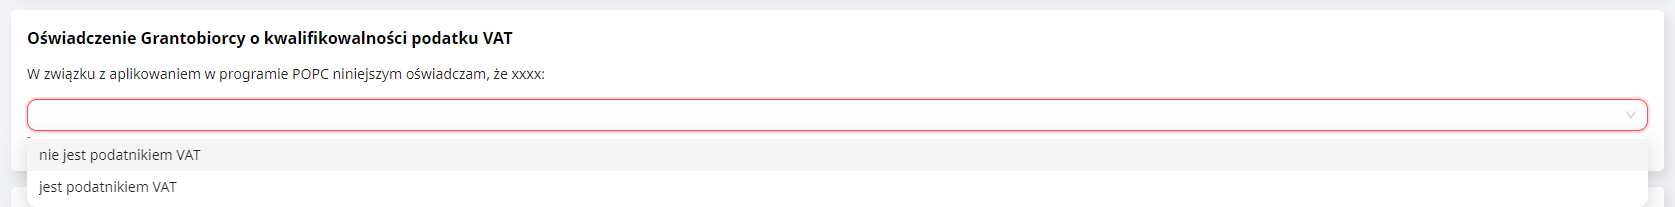 Oświadczenie Grantobiorcy o kwalifikowalności podatku VAT
W związku z aplikowaniem w programie POPC niniejszym oświadczam, że xxxx:
nie jest podatnikiem VAT
jest podatnikiem VAT